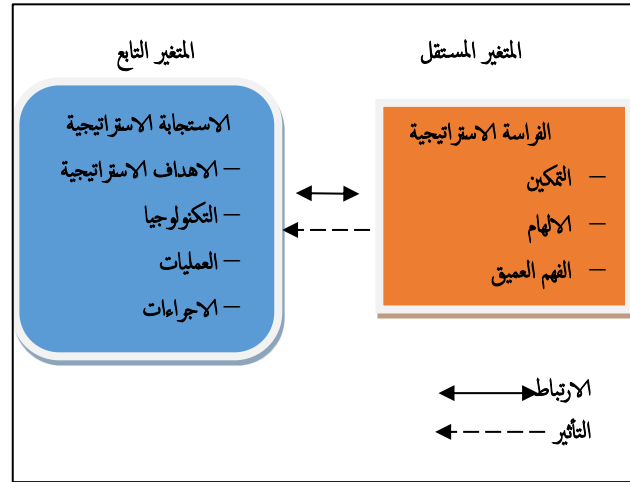 المتغير المستقل
المتغير التابع
الفراسة الاستراتيجية
– التمكين
– الالهام
– الفهم العميق
الاستجابة الاستراتيجية
– الاهداف الاستراتيجية
– التكنولوجيا
– العمليات
– الاجراءات
الارتباط
التأثير